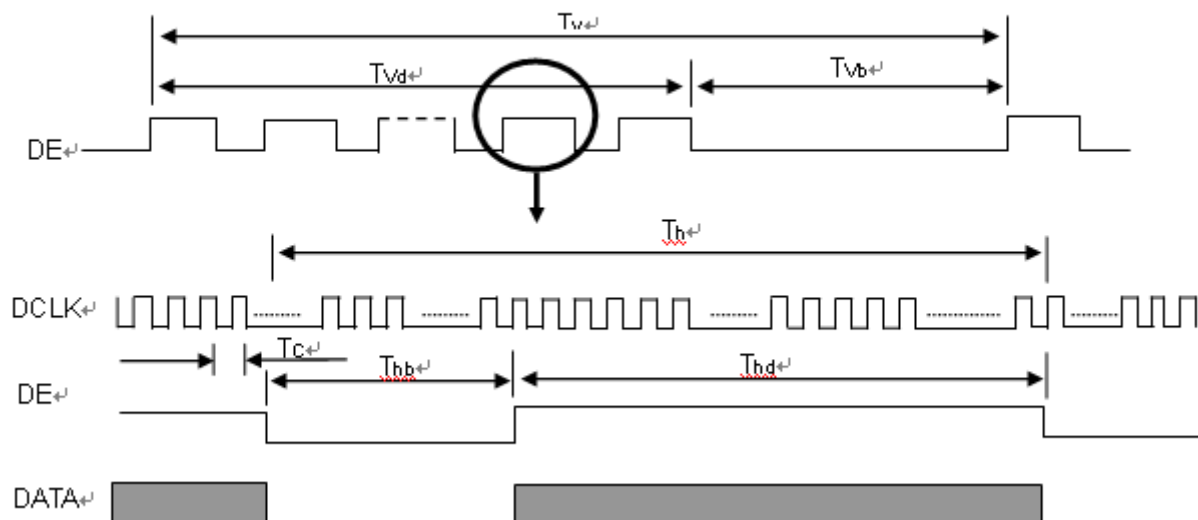 Tv↵
Tvd↵
Tvb↵
DE↵
Th↵
DCLK↵
Tc↵
Thb↵
Thd↵
DE↵
DATA↵